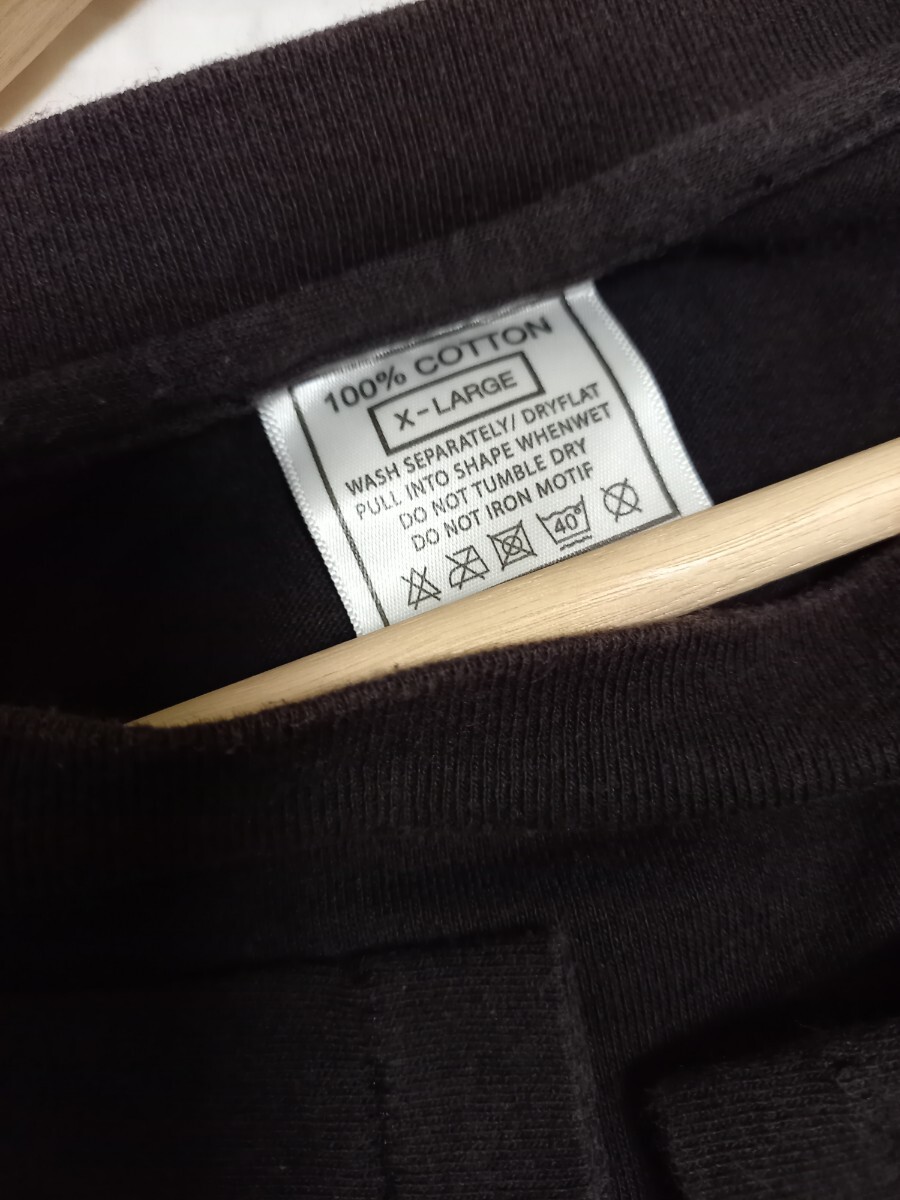 100% COTTON
X-LARGE
WASH SEPARATELY/ DRYFLAT
PULL INTO SHAPE WHENWET
DO NOT TUMBLE DRY
DO NOT IRON MOTIF
40°